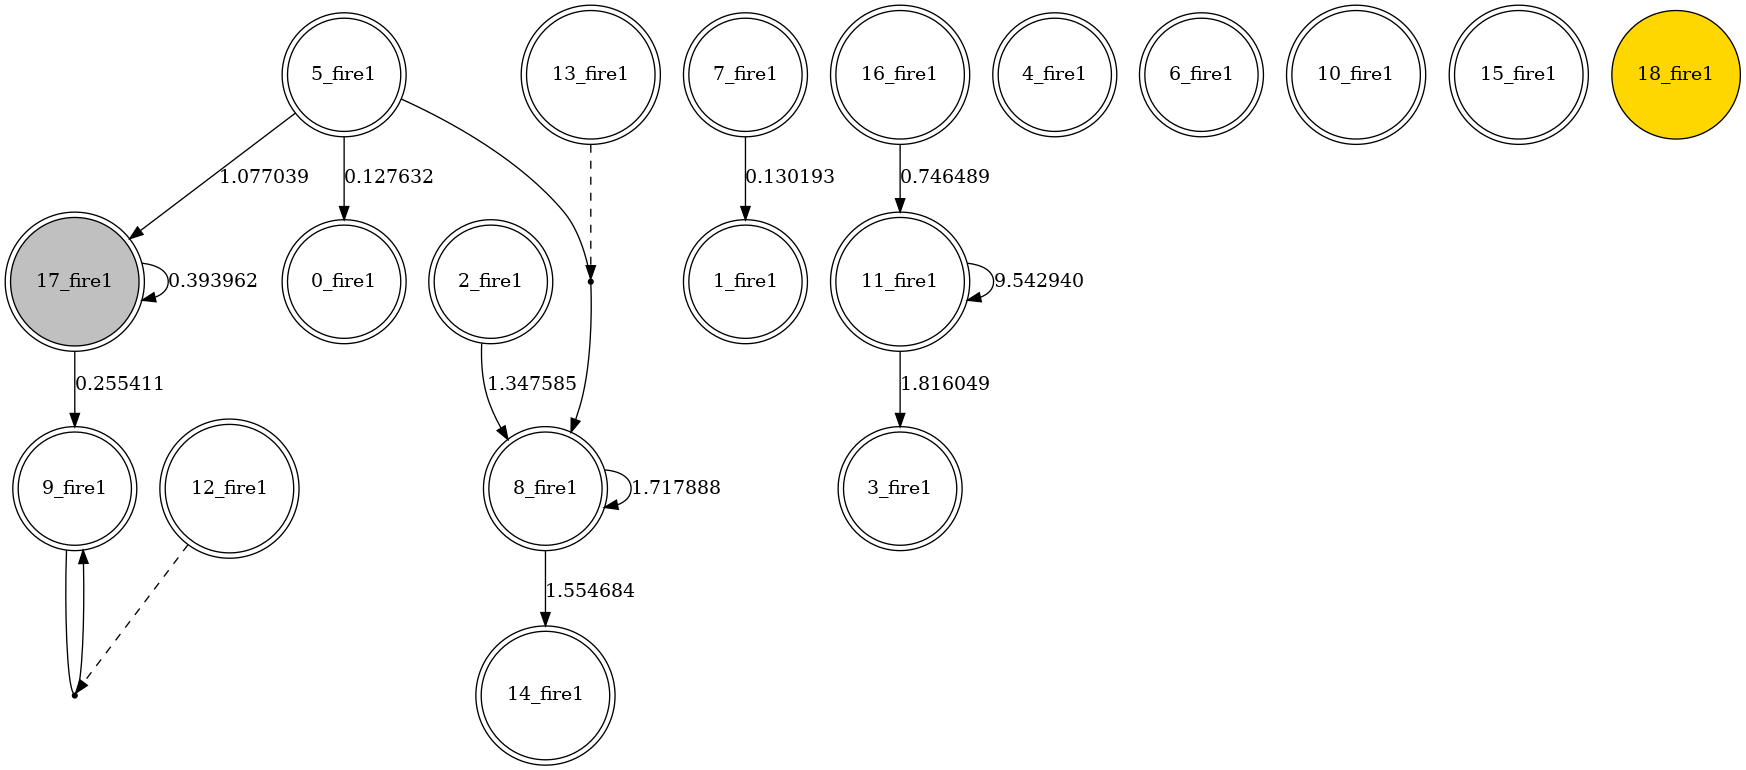 5_fire1
13_fire1
7_fire1
16_fire1
4_fire1
6_fire1
10_fire1
15_fire1
18_fire1
1.077039
0.127632
0.130193
0.746489
17_fire1
0.393962
0_fire1
2_fire1
1_fire1
11_fire1
9.542940
0.255411
1.347585
1.816049
9_fire1
12_fire1
8_fire1
1.717888
3_fire1
1.554684
14_fire1